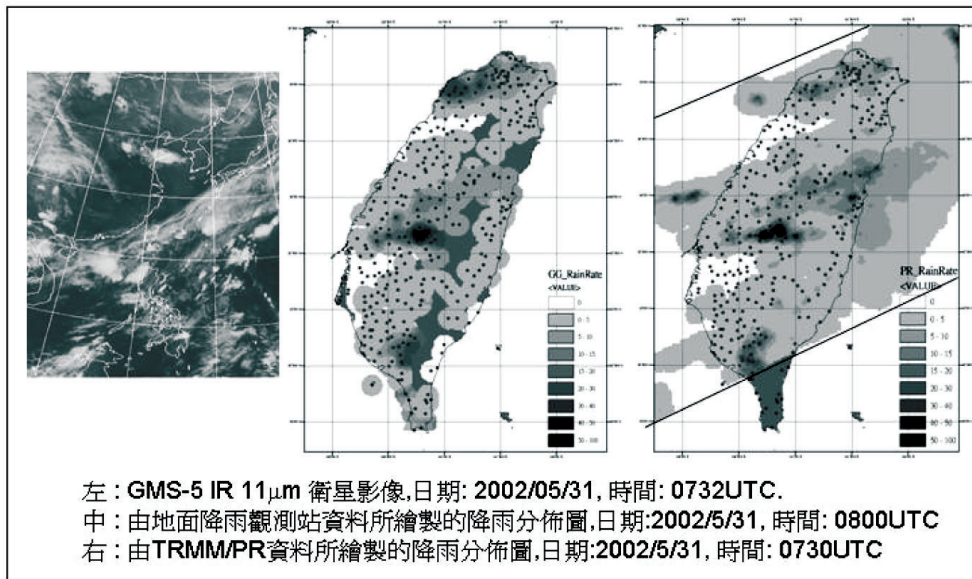 GG_RainRate
<VALUE>
0
0 - 5
5 - 10
10 - 15
15 - 20
20 - 30
30 - 40
40 - 50
50 - 100
PR_RainRate
<VALUE>
0
0 - 5
5 - 10
10 - 15
15 - 20
20 - 30
30 - 40
40 - 50
50 - 100
左 : GMS-5 IR 11μm 衛星影像,日期: 2002/05/31, 時間: 0732UTC.
中 : 由地面降雨觀測站資料所繪製的降雨分佈圖,日期:2002/5/31, 時間: 0800UTC
右 : 由TRMM/PR資料所繪製的降雨分佈圖,日期:2002/5/31, 時間: 0730UTC